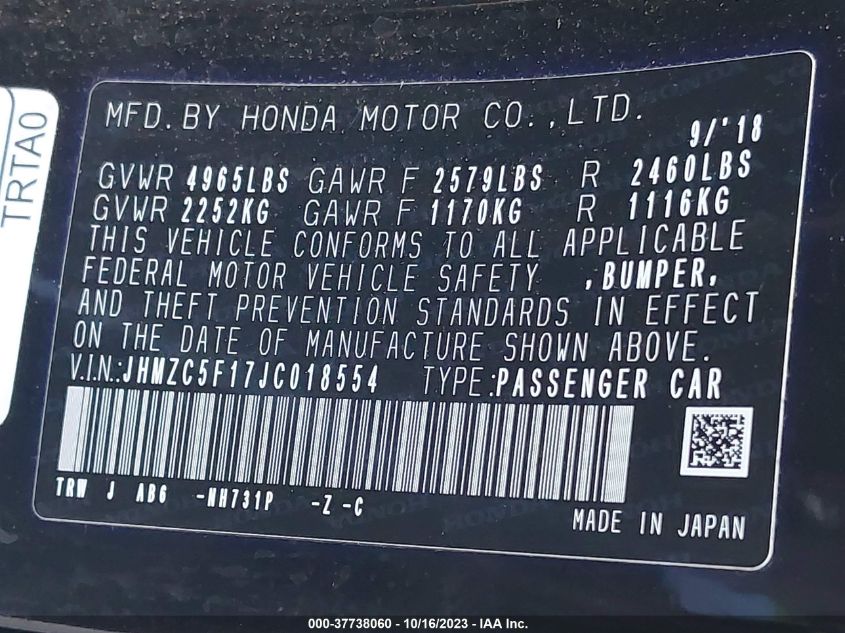 TRTA0
MFD. BY HONDA MOTOR CO., LTD. 9/'18
GVWR 4965LBS GAWR F 2579LBS R 2460LBS
GVWR 2252KG GAWR F 1170KG R 1116KG
THIS VEHICLE CONFORMS TO ALL APPLICABLE
FEDERAL MOTOR VEHICLE SAFETY , BUMPER,
AND THEFT PREVENTION STANDARDS IN EFFECT
ON THE DATE OF MANUFACTURE SHOWN ABOVE.
V.I.N.:JHMZC5F17JC018554 TYPE:PASSENGER CAR
TRW J AB6 -NH731P -Z -C
MADE IN JAPAN
000-37738060 - 10/16/2023 - IAA Inc.